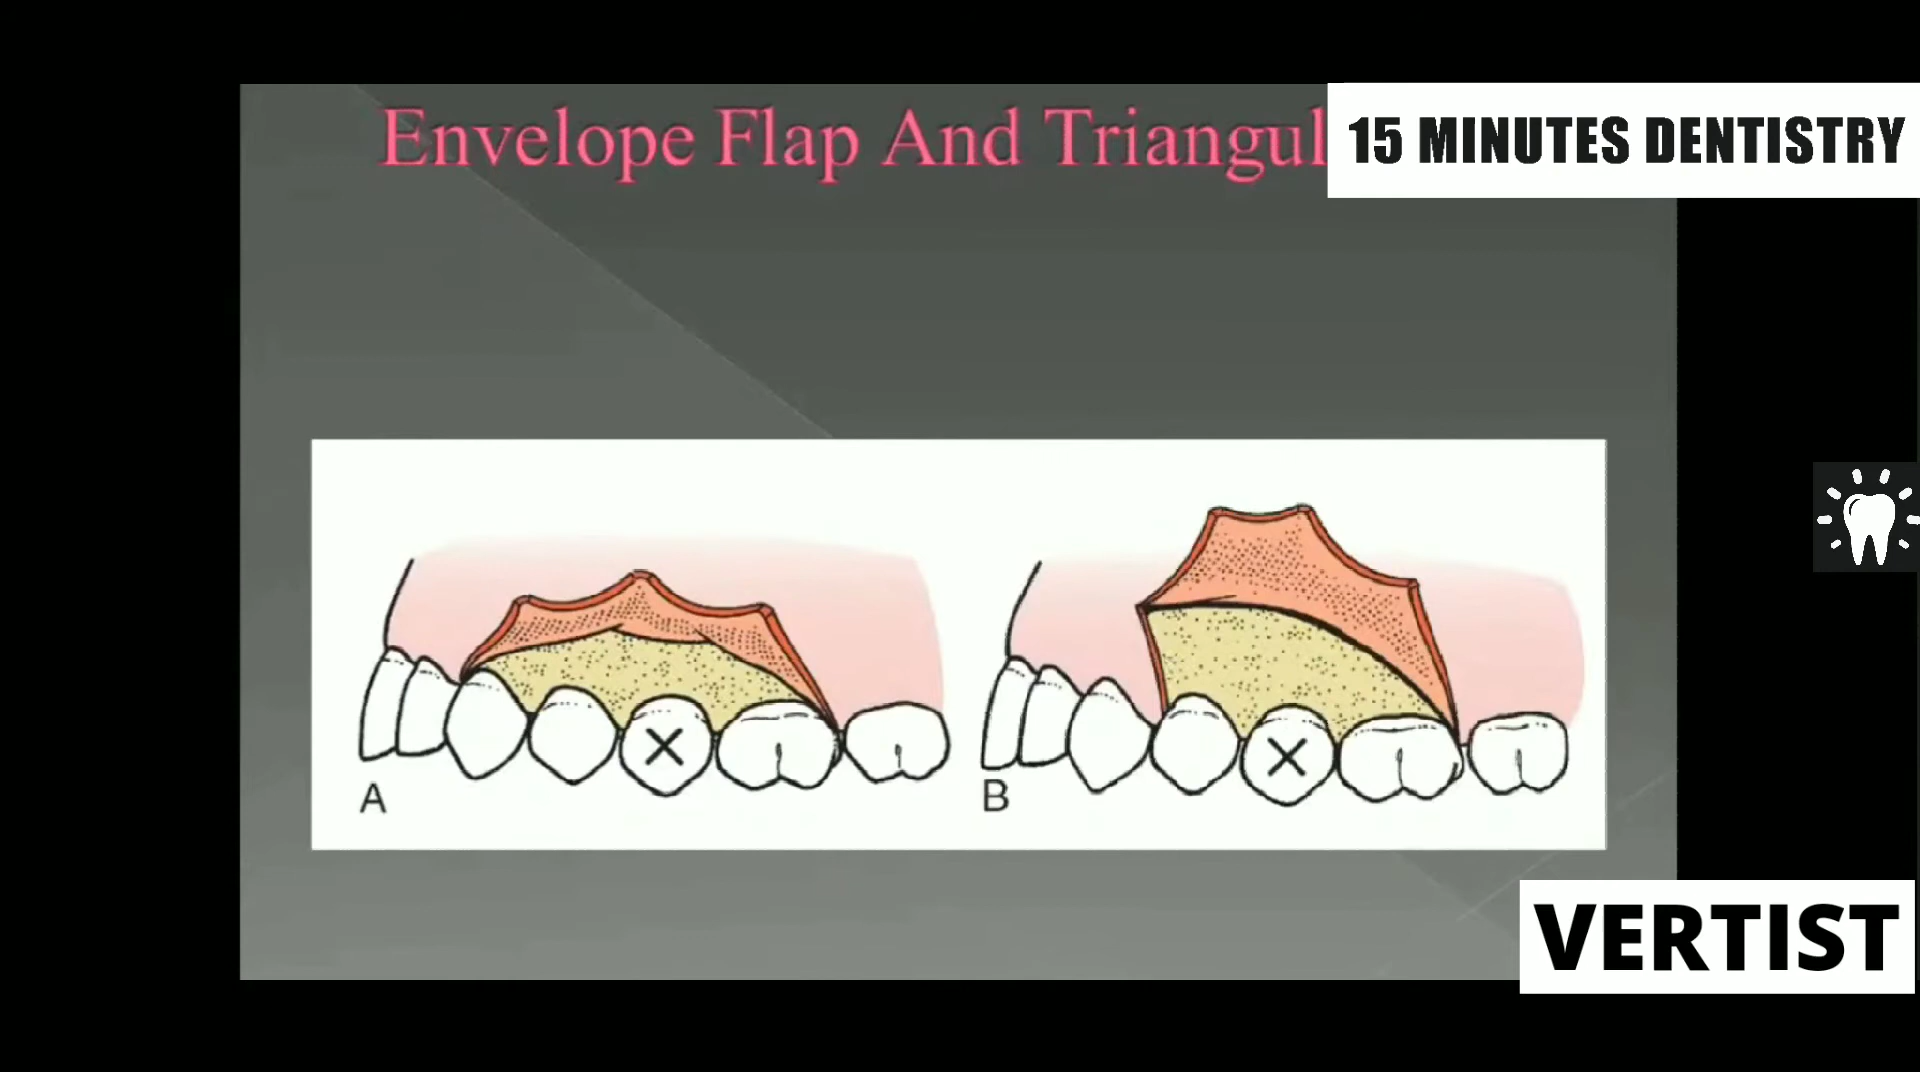 Envelope Flap And Triangul
15 MINUTES DENTISTRY
A
B
VERTIST